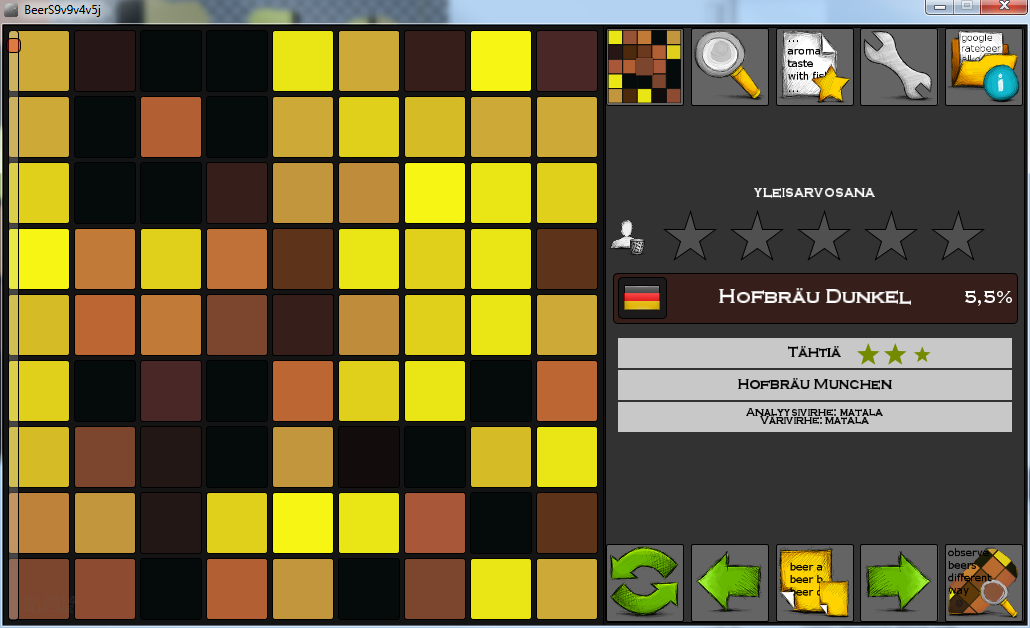 BeerS9v9v4v5j
...
aroma
taste
with fis
...
google
ratebeer
YLEISARVOSANA
HOFBRÄU DUNKEL 5,5%
TÄHTIÄ
HOFBRÄU MUNCHEN
ANALYYSIVIRHE: MATALA
VÄRIVIRHE: MATALA
beer a
beer b
beer c
observe
beers
different
way